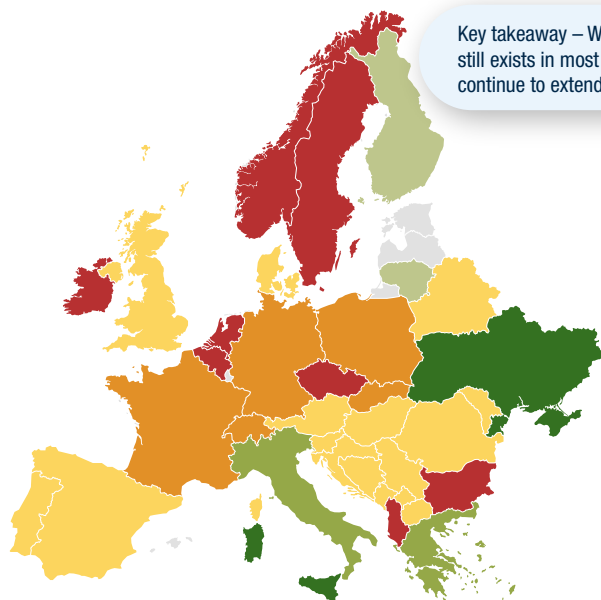 Key takeaway – W
still exists in most
continue to extend